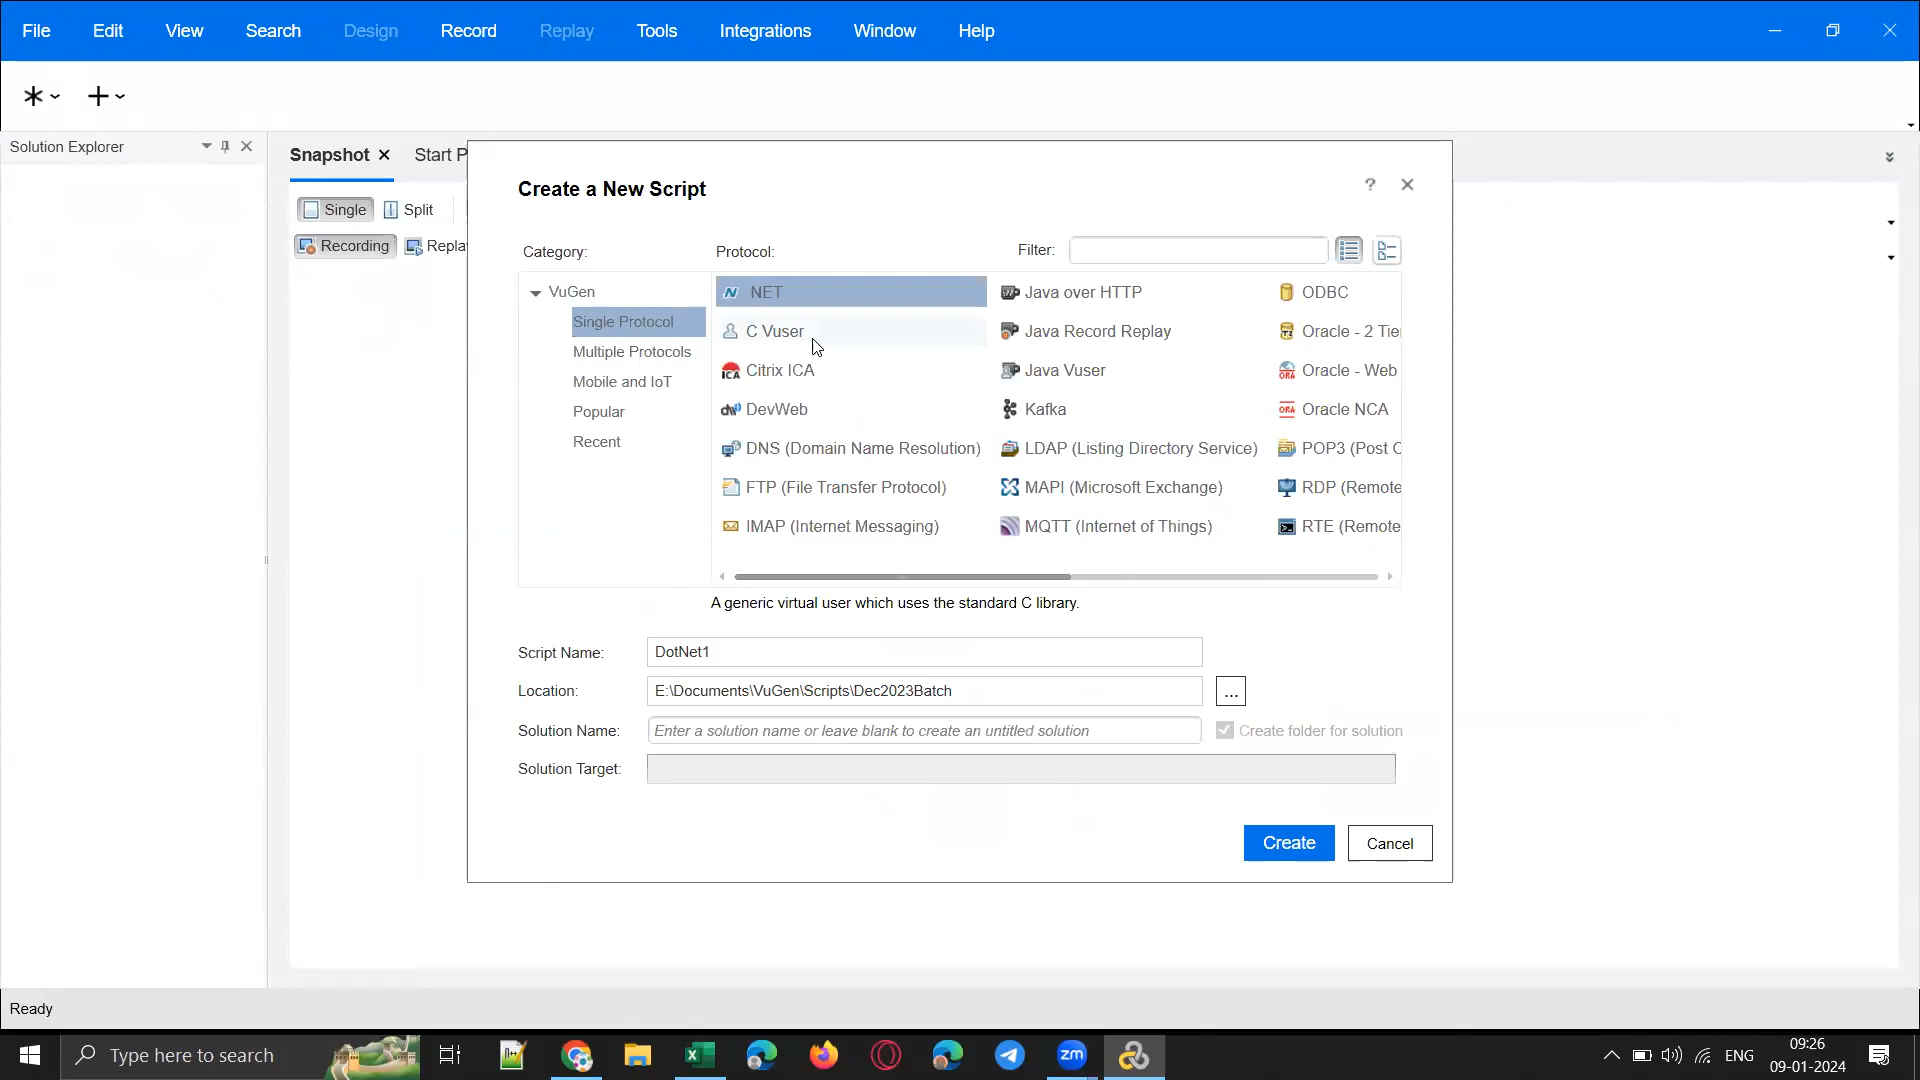 File Edit View Search Design Record Replay Tools Integrations Window Help
Solution Explorer
Snapshot Start P
Single Split
Recording Repla
Create a New Script
?
Category: Protocol: Filter:
VuGen
Single Protocol
Multiple Protocols
Mobile and IoT
Popular
Recent
.NET
C Vuser
Citrix ICA
DevWeb
DNS (Domain Name Resolution)
FTP (File Transfer Protocol)
IMAP (Internet Messaging)
Java over HTTP
Java Record Replay
Java Vuser
Kafka
LDAP (Listing Directory Service)
MAPI (Microsoft Exchange)
MQTT (Internet of Things)
ODBC
Oracle - 2 Tie
Oracle - Web
Oracle NCA
POP3 (Post O
RDP (Remote
RTE (Remote
A generic virtual user which uses the standard C library.
Script Name: DotNet1
Location: E:\Documents\VuGen\Scripts\Dec2023Batch ...
Solution Name: Enter a solution name or leave blank to create an untitled solution Create folder for solution
Solution Target:
Create Cancel
Ready
Type here to search
zm
ENG
09:26
09-01-2024